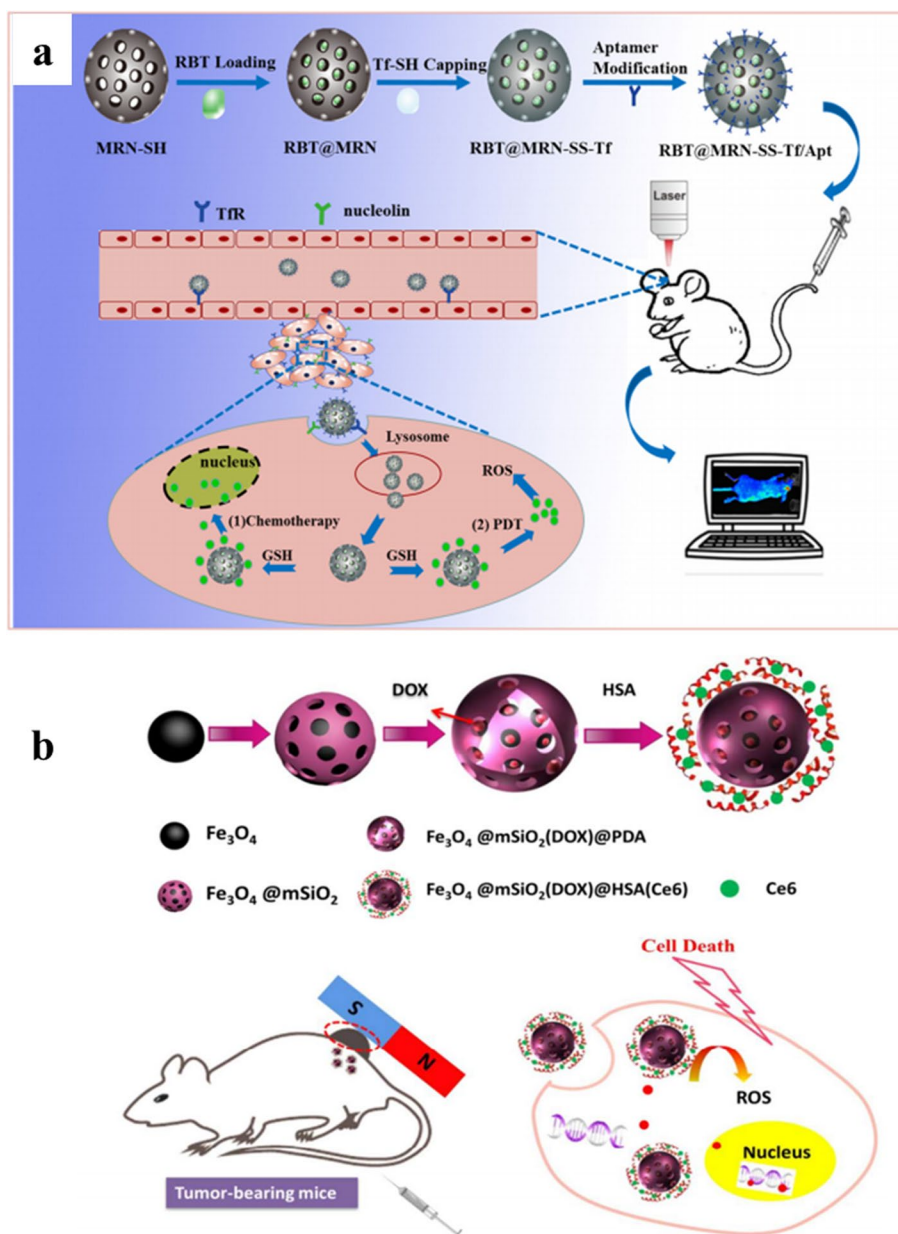 a
RBT Loading
Tf-SH Capping
Aptamer
Modification
MRN-SH
RBT@MRN
RBT@MRN-SS-Tf
RBT@MRN-SS-Tf/Apt
TfR
nucleolin
Laser
Lysosome
nucleus
ROS
(1)Chemotherapy
(2) PDT
GSH
GSH
b
DOX
HSA
Fe₃O₄
Fe₃O₄ @mSiO₂(DOX)@PDA
Fe₃O₄ @mSiO₂
Fe₃O₄ @mSiO₂(DOX)@HSA(Ce6)
Ce6
Cell Death
S
N
ROS
Nucleus
Tumor-bearing mice